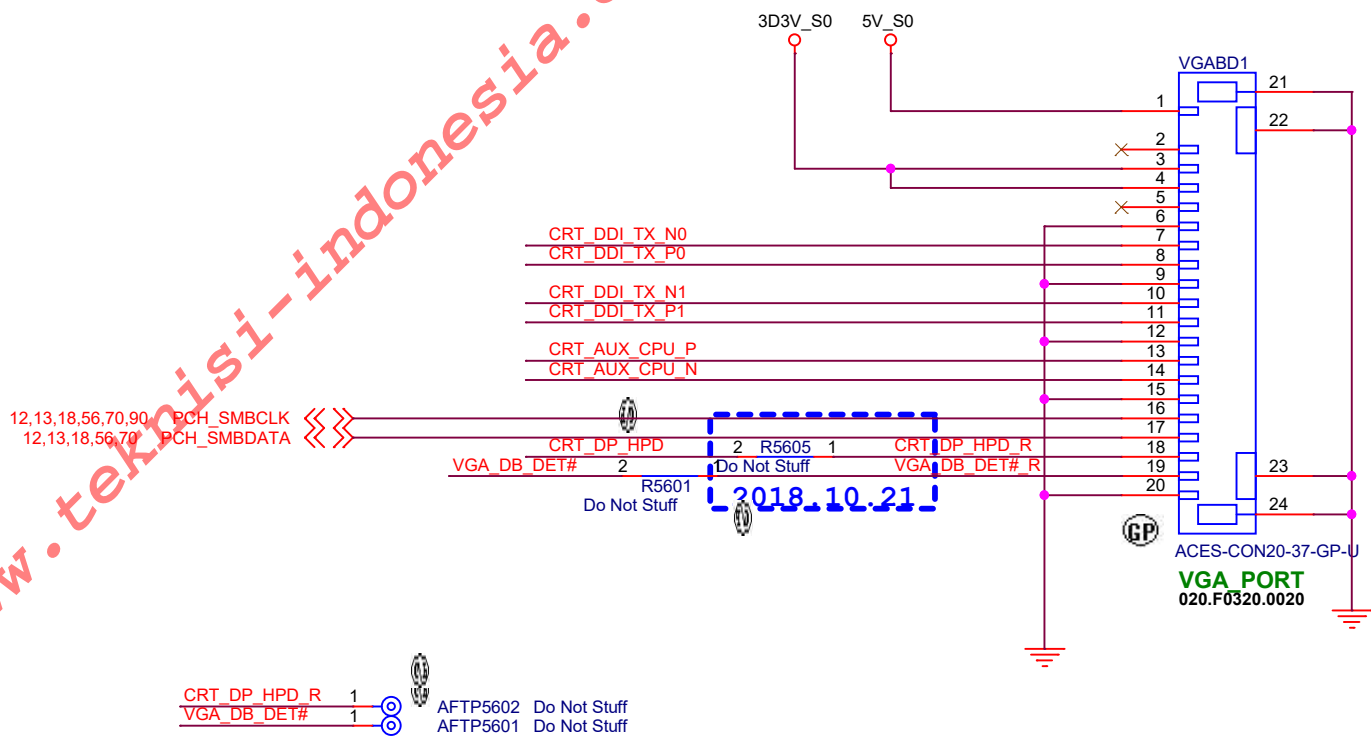 3D3V_S0 5V_S0
VGABD1
21
1
22
2
3
4
5
6
CRT_DDI_TX_N0 7
CRT_DDI_TX_P0 8
9
CRT_DDI_TX_N1 10
CRT_DDI_TX_P1 11
12
CRT_AUX_CPU_P 13
CRT_AUX_CPU_N 14
15
12,13,18,56,70,90 PCH_SMBCLK 16
12,13,18,56,70 PCH_SMBDATA 17
CRT_DP_HPD 2 R5605 1 CRT_DP_HPD_R 18
Do Not Stuff
VGA_DB_DET# 2 1 VGA_DB_DET#_R 19
23
R5601 20
Do Not Stuff
2018.10.21
24
GP
ACES-CON20-37-GP-U
VGA_PORT
020.F0320.0020
CRT_DP_HPD_R 1 AFTP5602 Do Not Stuff
VGA_DB_DET# 1 AFTP5601 Do Not Stuff
w.teknisi-indonesia.